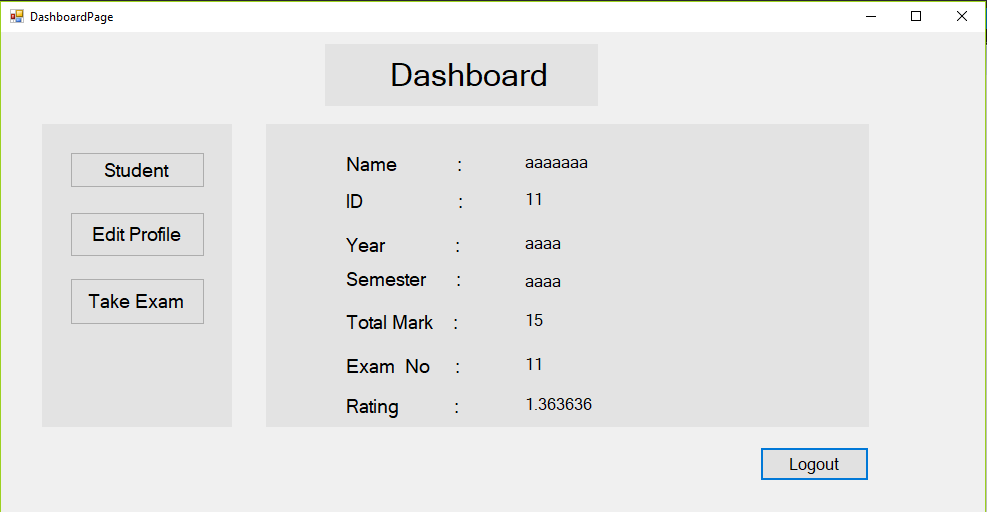 DashboardPage
Dashboard
Student
Edit Profile
Take Exam
Name : aaaaaaa
ID : 11
Year : aaaa
Semester : aaaa
Total Mark : 15
Exam No : 11
Rating : 1.363636
Logout